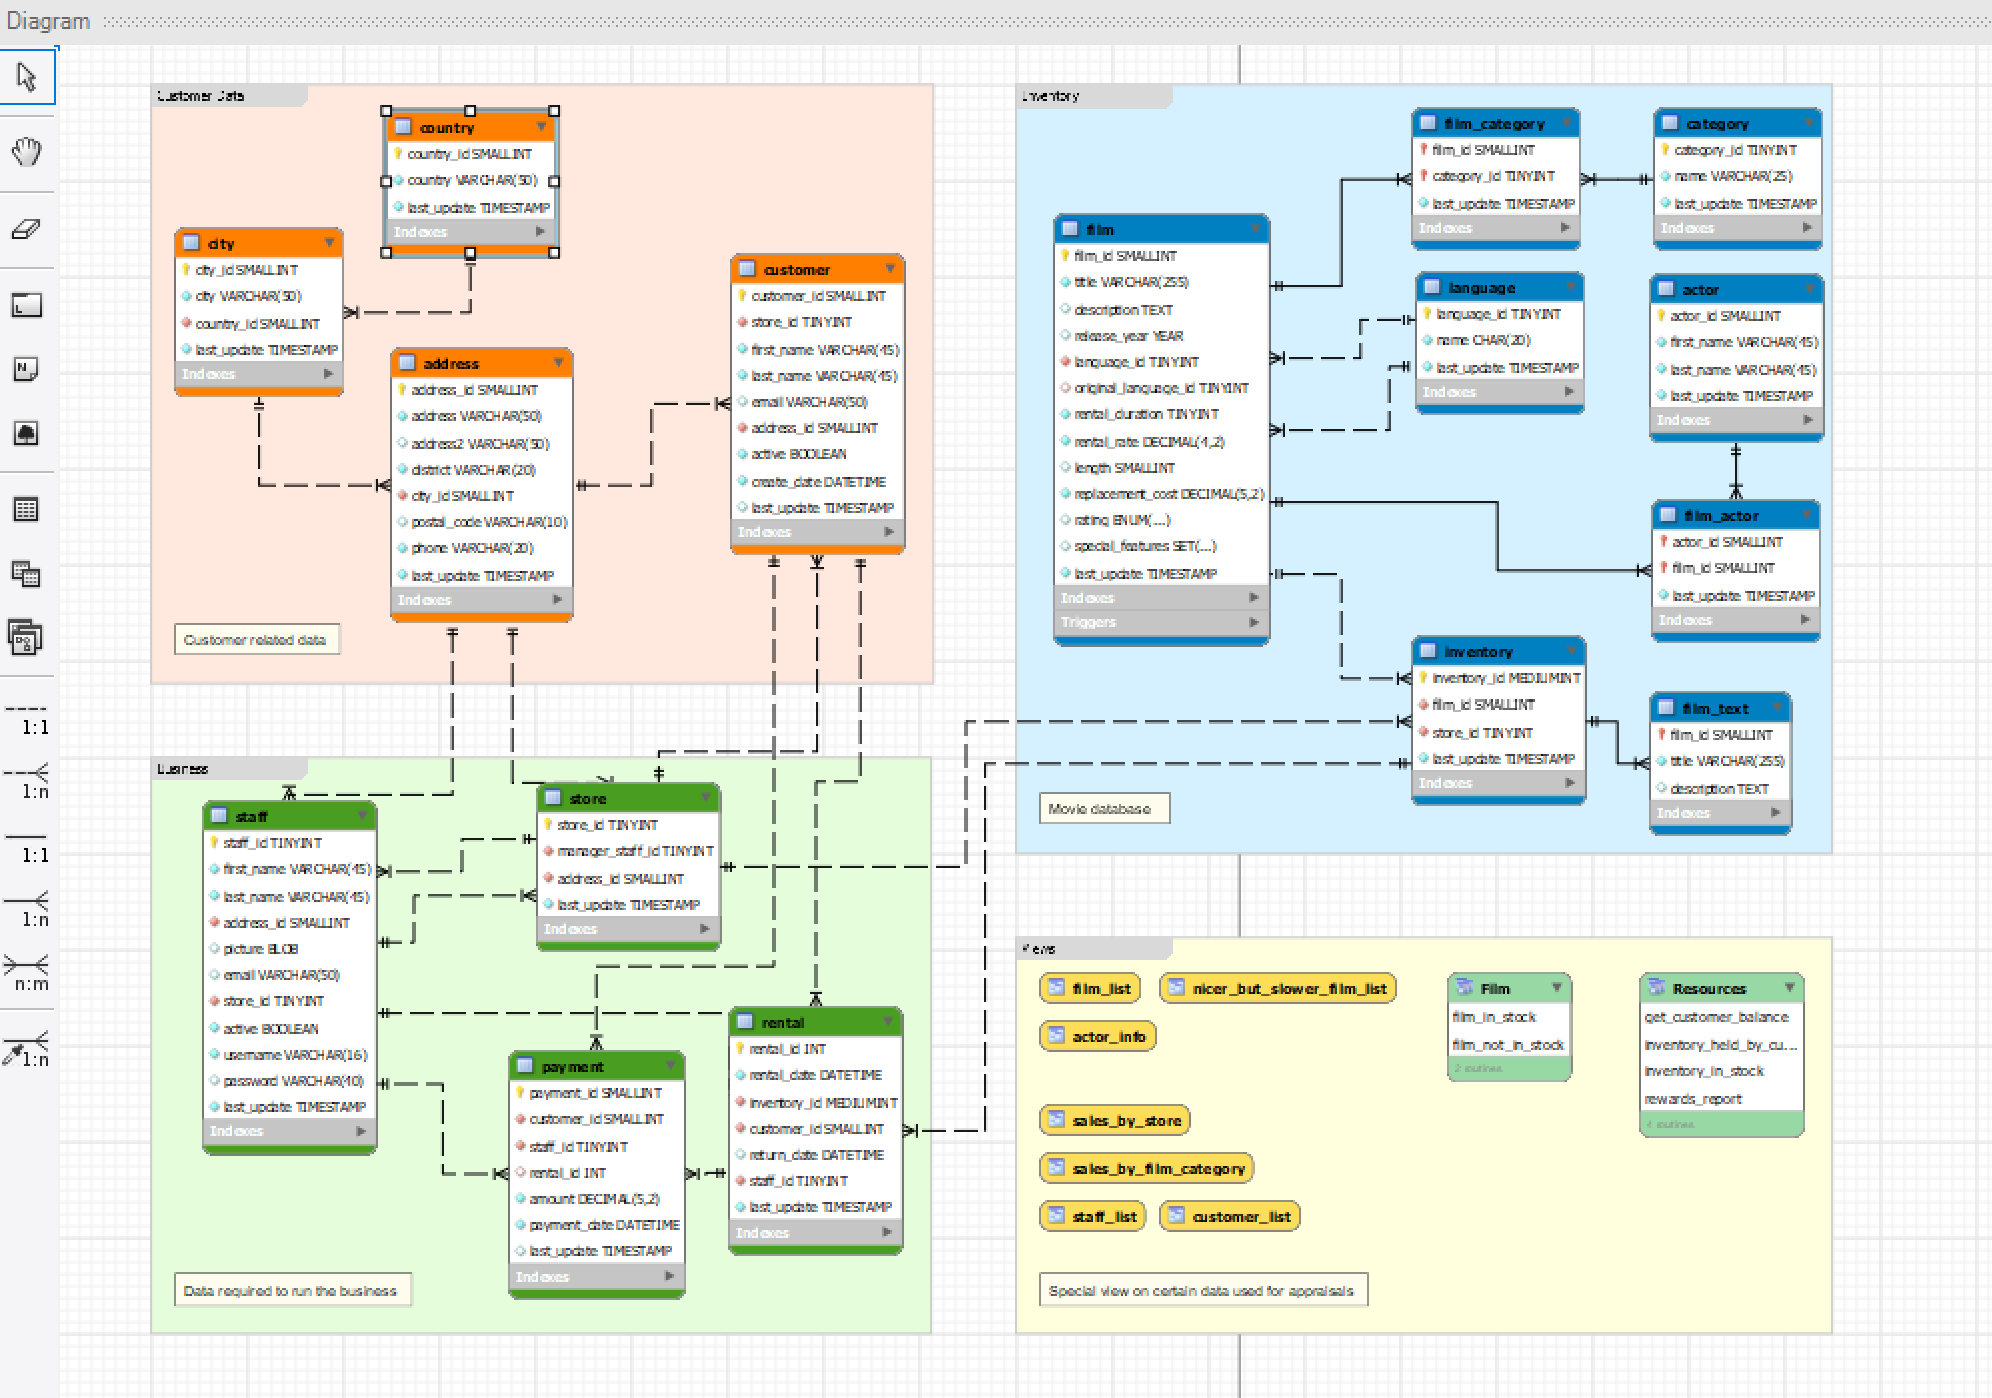 Diagram
Customer Data
country
country_id SMALLINT
country VARCHAR(50)
last_update TIMESTAMP
Indexes
city
city_id SMALLINT
city VARCHAR(50)
country_id SMALLINT
last_update TIMESTAMP
Indexes
address
address_id SMALLINT
address VARCHAR(50)
address2 VARCHAR(50)
district VARCHAR(20)
city_id SMALLINT
postal_code VARCHAR(10)
phone VARCHAR(20)
last_update TIMESTAMP
Indexes
customer
customer_id SMALLINT
store_id TINYINT
first_name VARCHAR(45)
last_name VARCHAR(45)
email VARCHAR(50)
address_id SMALLINT
active BOOLEAN
create_date DATETIME
last_update TIMESTAMP
Indexes
Customer related data
Inventory
film
film_id SMALLINT
title VARCHAR(255)
description TEXT
release_year YEAR
language_id TINYINT
original_language_id TINYINT
rental_duration TINYINT
rental_rate DECIMAL(4,2)
length SMALLINT
replacement_cost DECIMAL(5,2)
rating ENUM(...)
special_features SET(...)
last_update TIMESTAMP
Indexes
Triggers
film_category
film_id SMALLINT
category_id TINYINT
last_update TIMESTAMP
Indexes
category
category_id TINYINT
name VARCHAR(25)
last_update TIMESTAMP
Indexes
language
language_id TINYINT
name CHAR(20)
last_update TIMESTAMP
Indexes
actor
actor_id SMALLINT
first_name VARCHAR(45)
last_name VARCHAR(45)
last_update TIMESTAMP
Indexes
film_actor
actor_id SMALLINT
film_id SMALLINT
last_update TIMESTAMP
Indexes
inventory
inventory_id MEDIUMINT
film_id SMALLINT
store_id TINYINT
last_update TIMESTAMP
Indexes
film_text
film_id SMALLINT
title VARCHAR(255)
description TEXT
Indexes
Movie database
Business
staff
staff_id TINYINT
first_name VARCHAR(45)
last_name VARCHAR(45)
address_id SMALLINT
picture BLOB
email VARCHAR(50)
store_id TINYINT
active BOOLEAN
username VARCHAR(16)
password VARCHAR(40)
last_update TIMESTAMP
Indexes
store
store_id TINYINT
manager_staff_id TINYINT
address_id SMALLINT
last_update TIMESTAMP
Indexes
payment
payment_id SMALLINT
customer_id SMALLINT
staff_id TINYINT
rental_id INT
amount DECIMAL(5,2)
payment_date DATETIME
last_update TIMESTAMP
Indexes
rental
rental_id INT
rental_date DATETIME
inventory_id MEDIUMINT
customer_id SMALLINT
return_date DATETIME
staff_id TINYINT
last_update TIMESTAMP
Indexes
Data required to run the business
Views
film_list
nicer_but_slower_film_list
actor_info
sales_by_store
sales_by_film_category
staff_list
customer_list
Film
film_in_stock
film_not_in_stock
2 routines
Resources
get_customer_balance
inventory_held_by_cu...
inventory_in_stock
rewards_report
4 routines
Special view on certain data used for appraisals
N
1:1
1:n
1:1
1:n
n:m
1:n